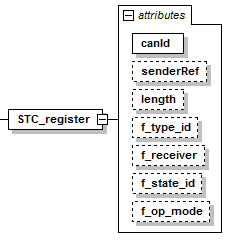 attributes
canId
senderRef
length
STC_register
f_type_id
f_receiver
f_state_id
f_op_mode